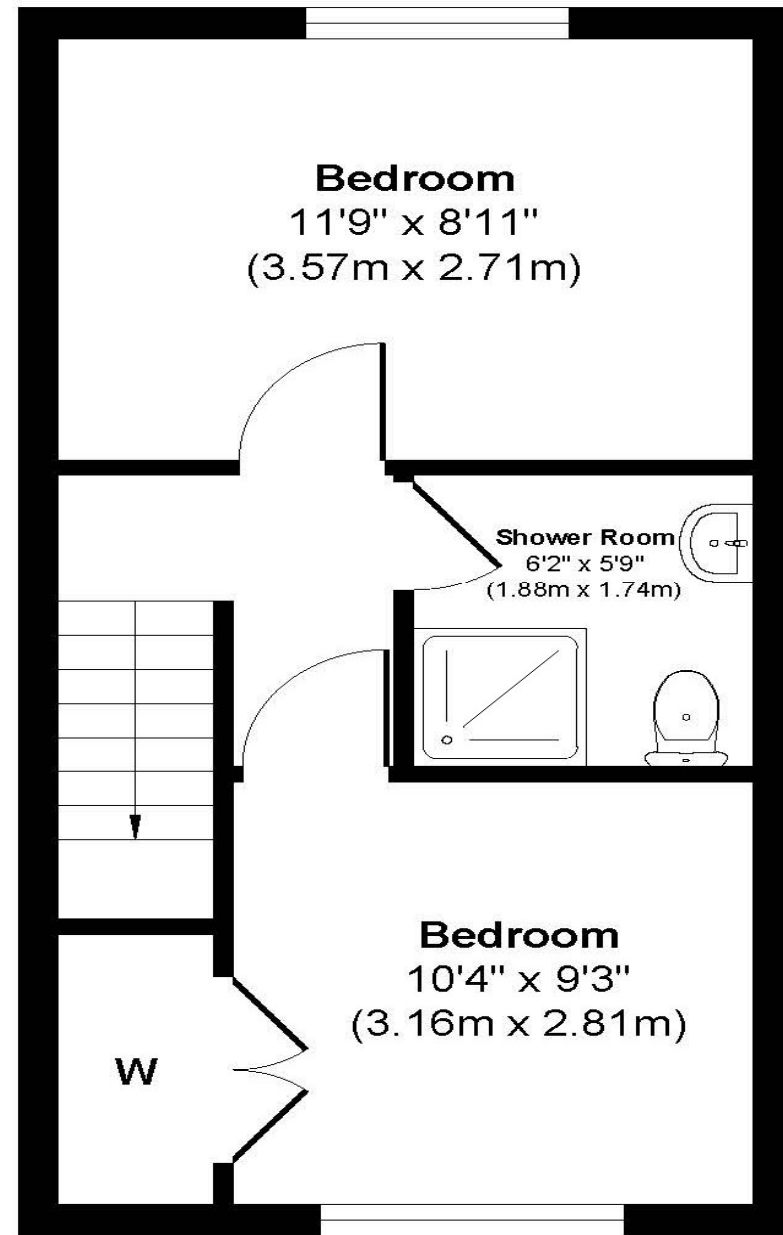 Bedroom
11'9" x 8'11"
(3.57m x 2.71m)
Shower Room
6'2" x 5'9"
(1.88m x 1.74m)
Bedroom
10'4" x 9'3"
(3.16m x 2.81m)
W